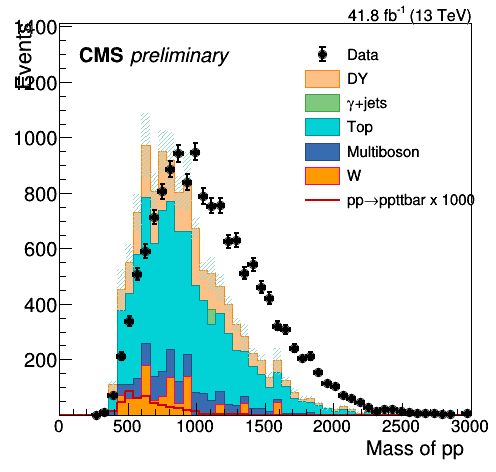 41.8 fb⁻¹ (13 TeV)
Events
1400
1200
1000
800
600
400
200
CMS preliminary
Data
DY
γ+jets
Top
Multiboson
W
pp→ppttbar x 1000
0 500 1000 1500 2000 2500 3000
Mass of pp